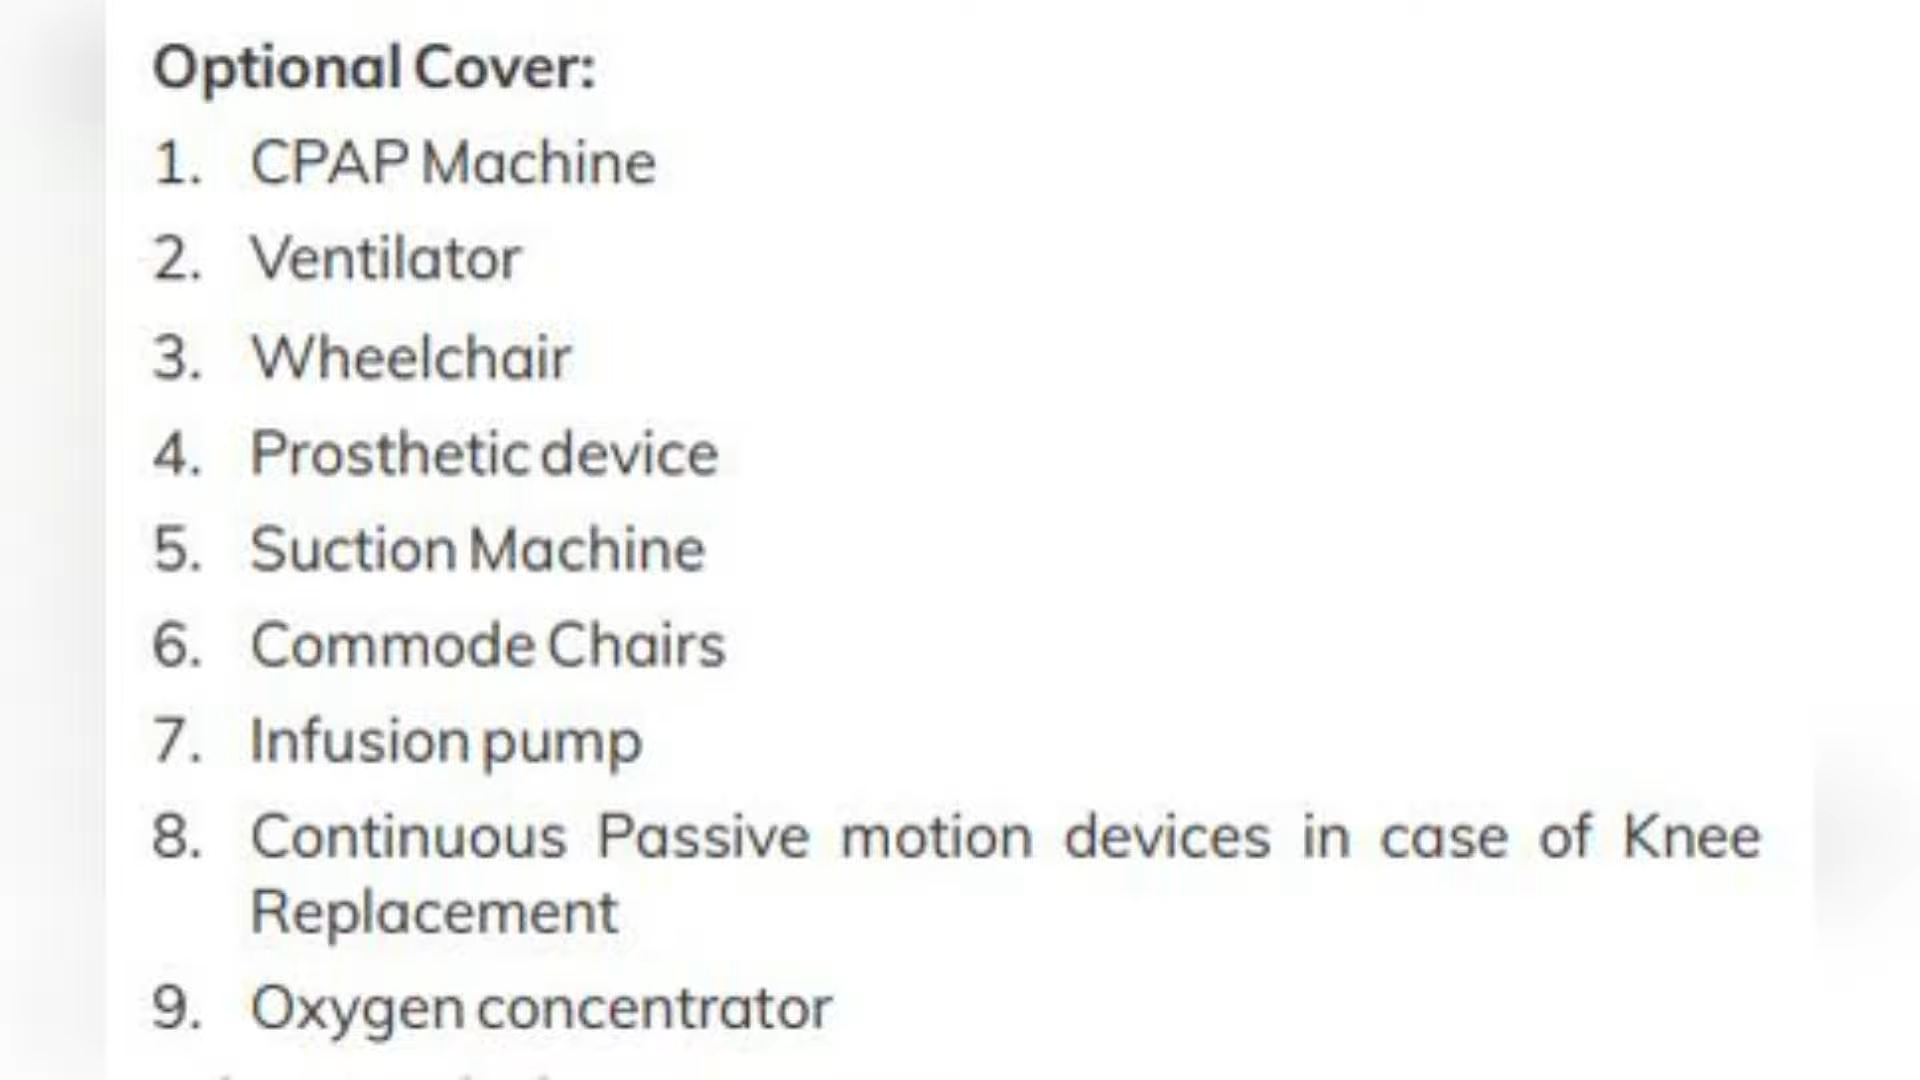 Optional Cover:
1. CPAP Machine
2. Ventilator
3. Wheelchair
4. Prosthetic device
5. Suction Machine
6. Commode Chairs
7. Infusion pump
8. Continuous Passive motion devices in case of Knee
Replacement
9. Oxygen concentrator